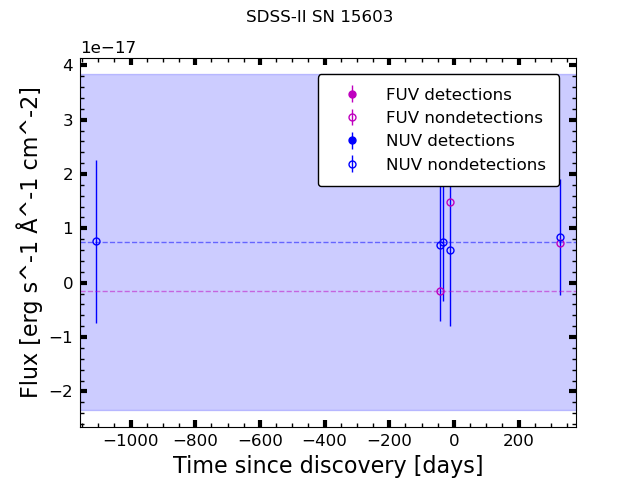 SDSS-II SN 15603
1e−17
4
3
2
1
0
−1
−2
Flux [erg s^-1 Å^-1 cm^-2]
FUV detections
FUV nondetections
NUV detections
NUV nondetections
−1000 −800 −600 −400 −200 0 200
Time since discovery [days]